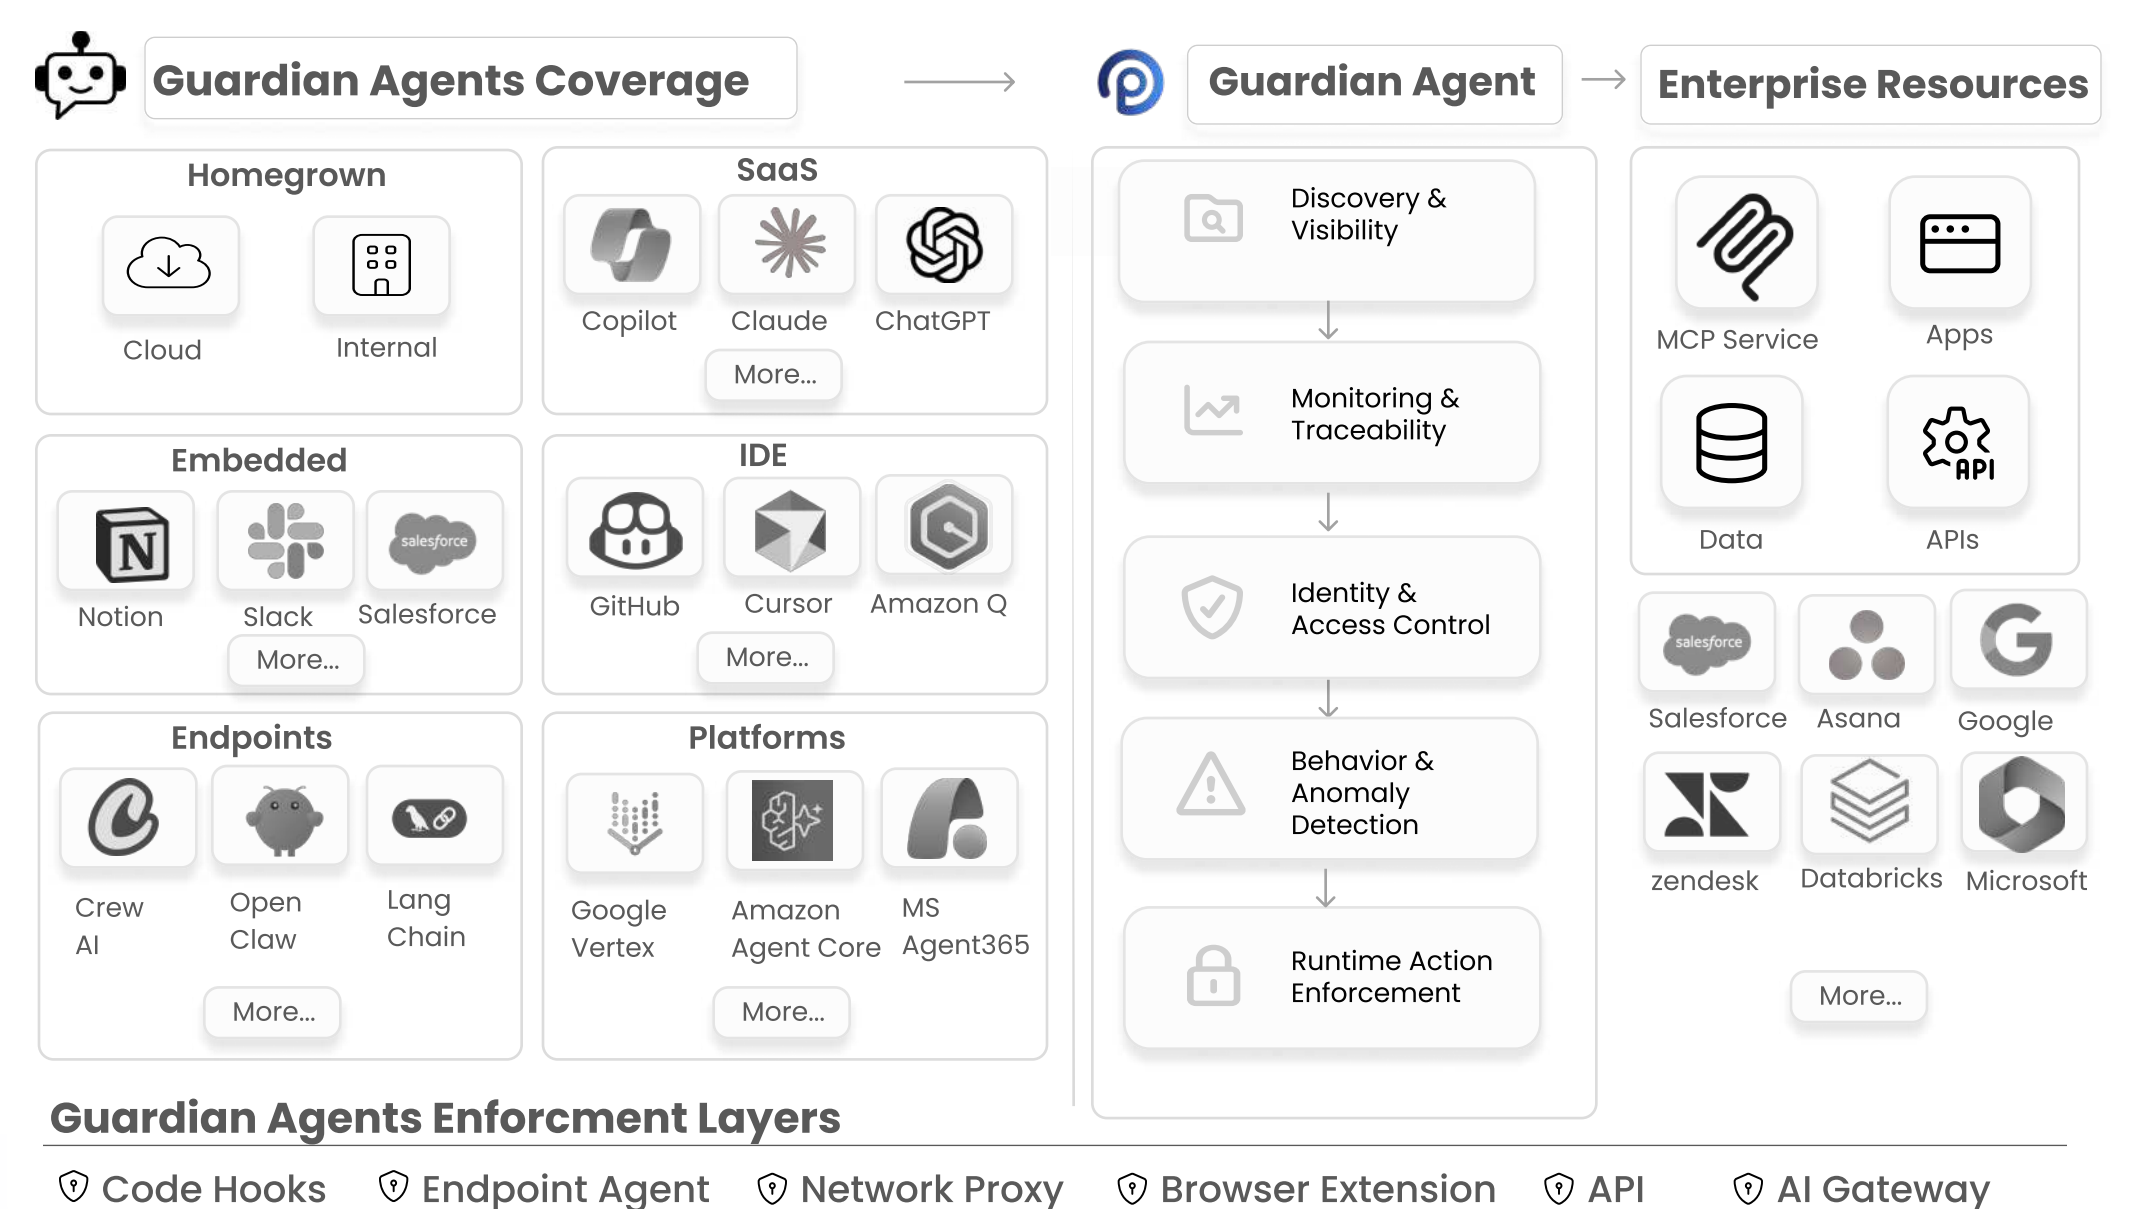 Guardian Agents Coverage
Guardian Agent
Enterprise Resources
Homegrown
Cloud
Internal
SaaS
Copilot
Claude
ChatGPT
More...
Embedded
salesforce
Notion
Slack
Salesforce
More...
IDE
GitHub
Cursor
Amazon Q
More...
Endpoints
Crew
AI
Open
Claw
Lang
Chain
More...
Platforms
Google
Vertex
Amazon
Agent Core
MS
Agent365
More...
Discovery &
Visibility
Monitoring &
Traceability
Identity &
Access Control
Behavior &
Anomaly
Detection
Runtime Action
Enforcement
MCP Service
Apps
Data
API
APIs
salesforce
Salesforce
Asana
Google
zendesk
Databricks
Microsoft
More...
Guardian Agents Enforcment Layers
Code Hooks
Endpoint Agent
Network Proxy
Browser Extension
API
AI Gateway